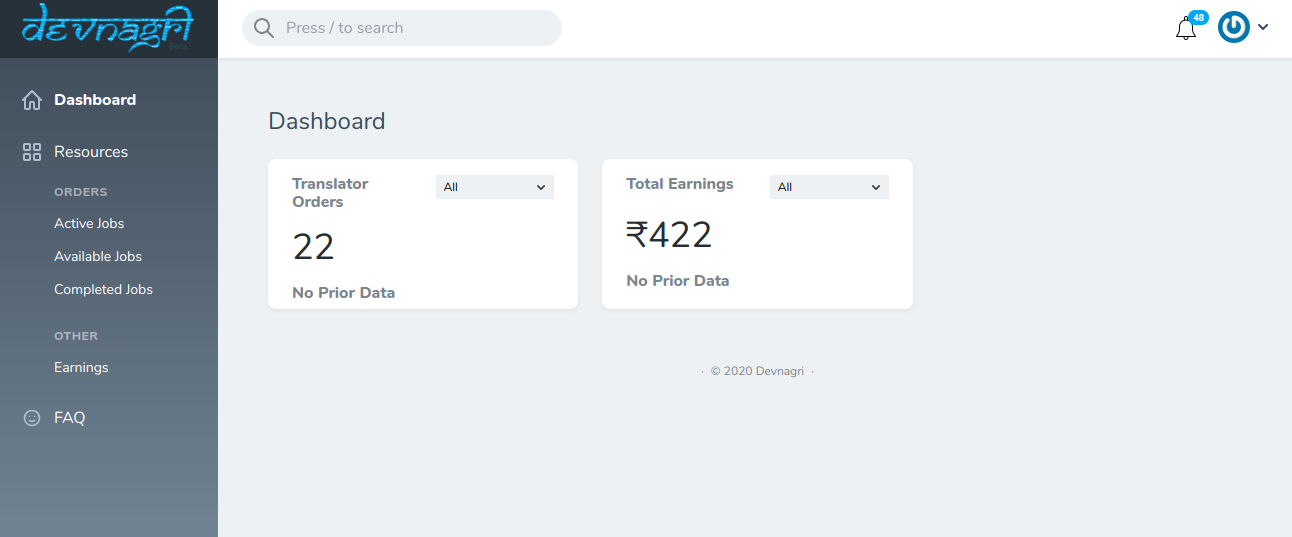 devnagri
Beta
Press / to search
48
Dashboard
Resources
ORDERS
Active Jobs
Available Jobs
Completed Jobs
OTHER
Earnings
FAQ
Dashboard
Translator
Orders
All
22
No Prior Data
Total Earnings
All
₹422
No Prior Data
· © 2020 Devnagri ·